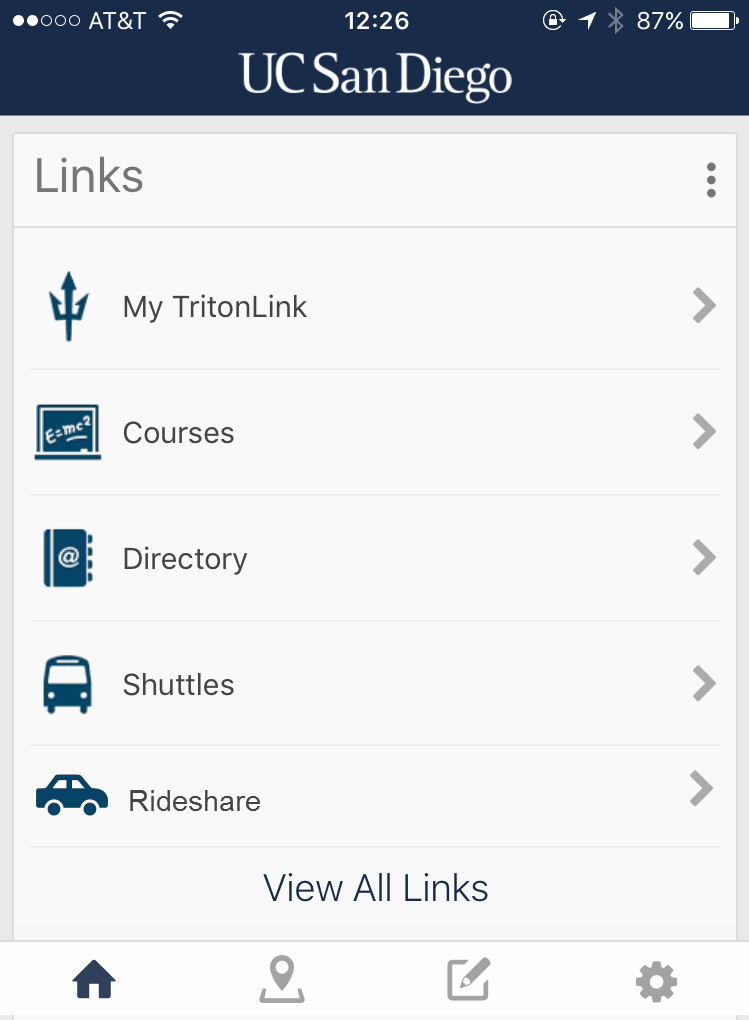 AT&T 12:26 87%
UC San Diego
Links
My TritonLink
E=mc²
Courses
@
Directory
Shuttles
Rideshare
View All Links